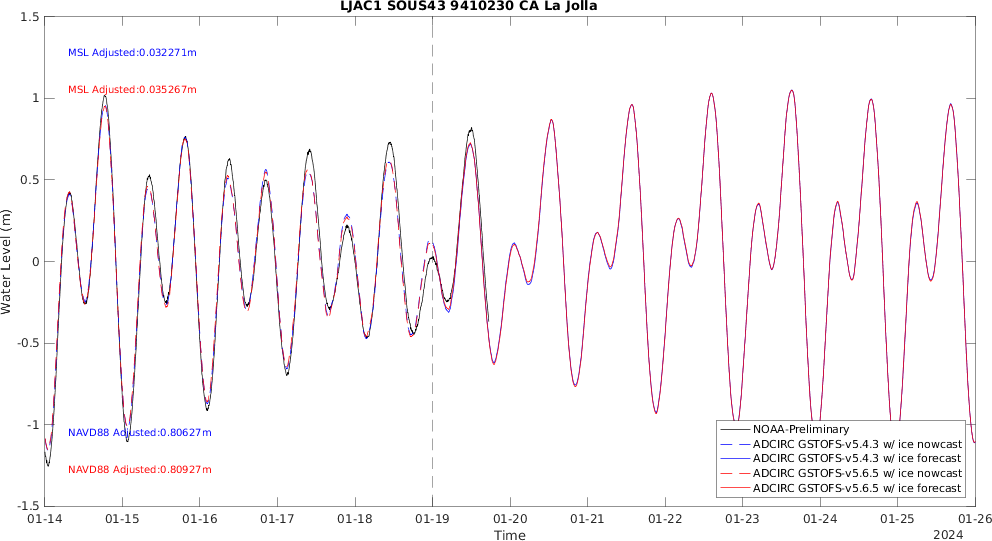 LJAC1 SOUS43 9410230 CA La Jolla
1.5
1
0.5
0
-0.5
-1
-1.5
Water Level (m)
MSL Adjusted:0.032271m
MSL Adjusted:0.035267m
NAVD88 Adjusted:0.80627m
NAVD88 Adjusted:0.80927m
NOAA-Preliminary
ADCIRC GSTOFS-v5.4.3 w/ ice nowcast
ADCIRC GSTOFS-v5.4.3 w/ ice forecast
ADCIRC GSTOFS-v5.6.5 w/ ice nowcast
ADCIRC GSTOFS-v5.6.5 w/ ice forecast
01-14 01-15 01-16 01-17 01-18 01-19 01-20 01-21 01-22 01-23 01-24 01-25 01-26
2024
Time